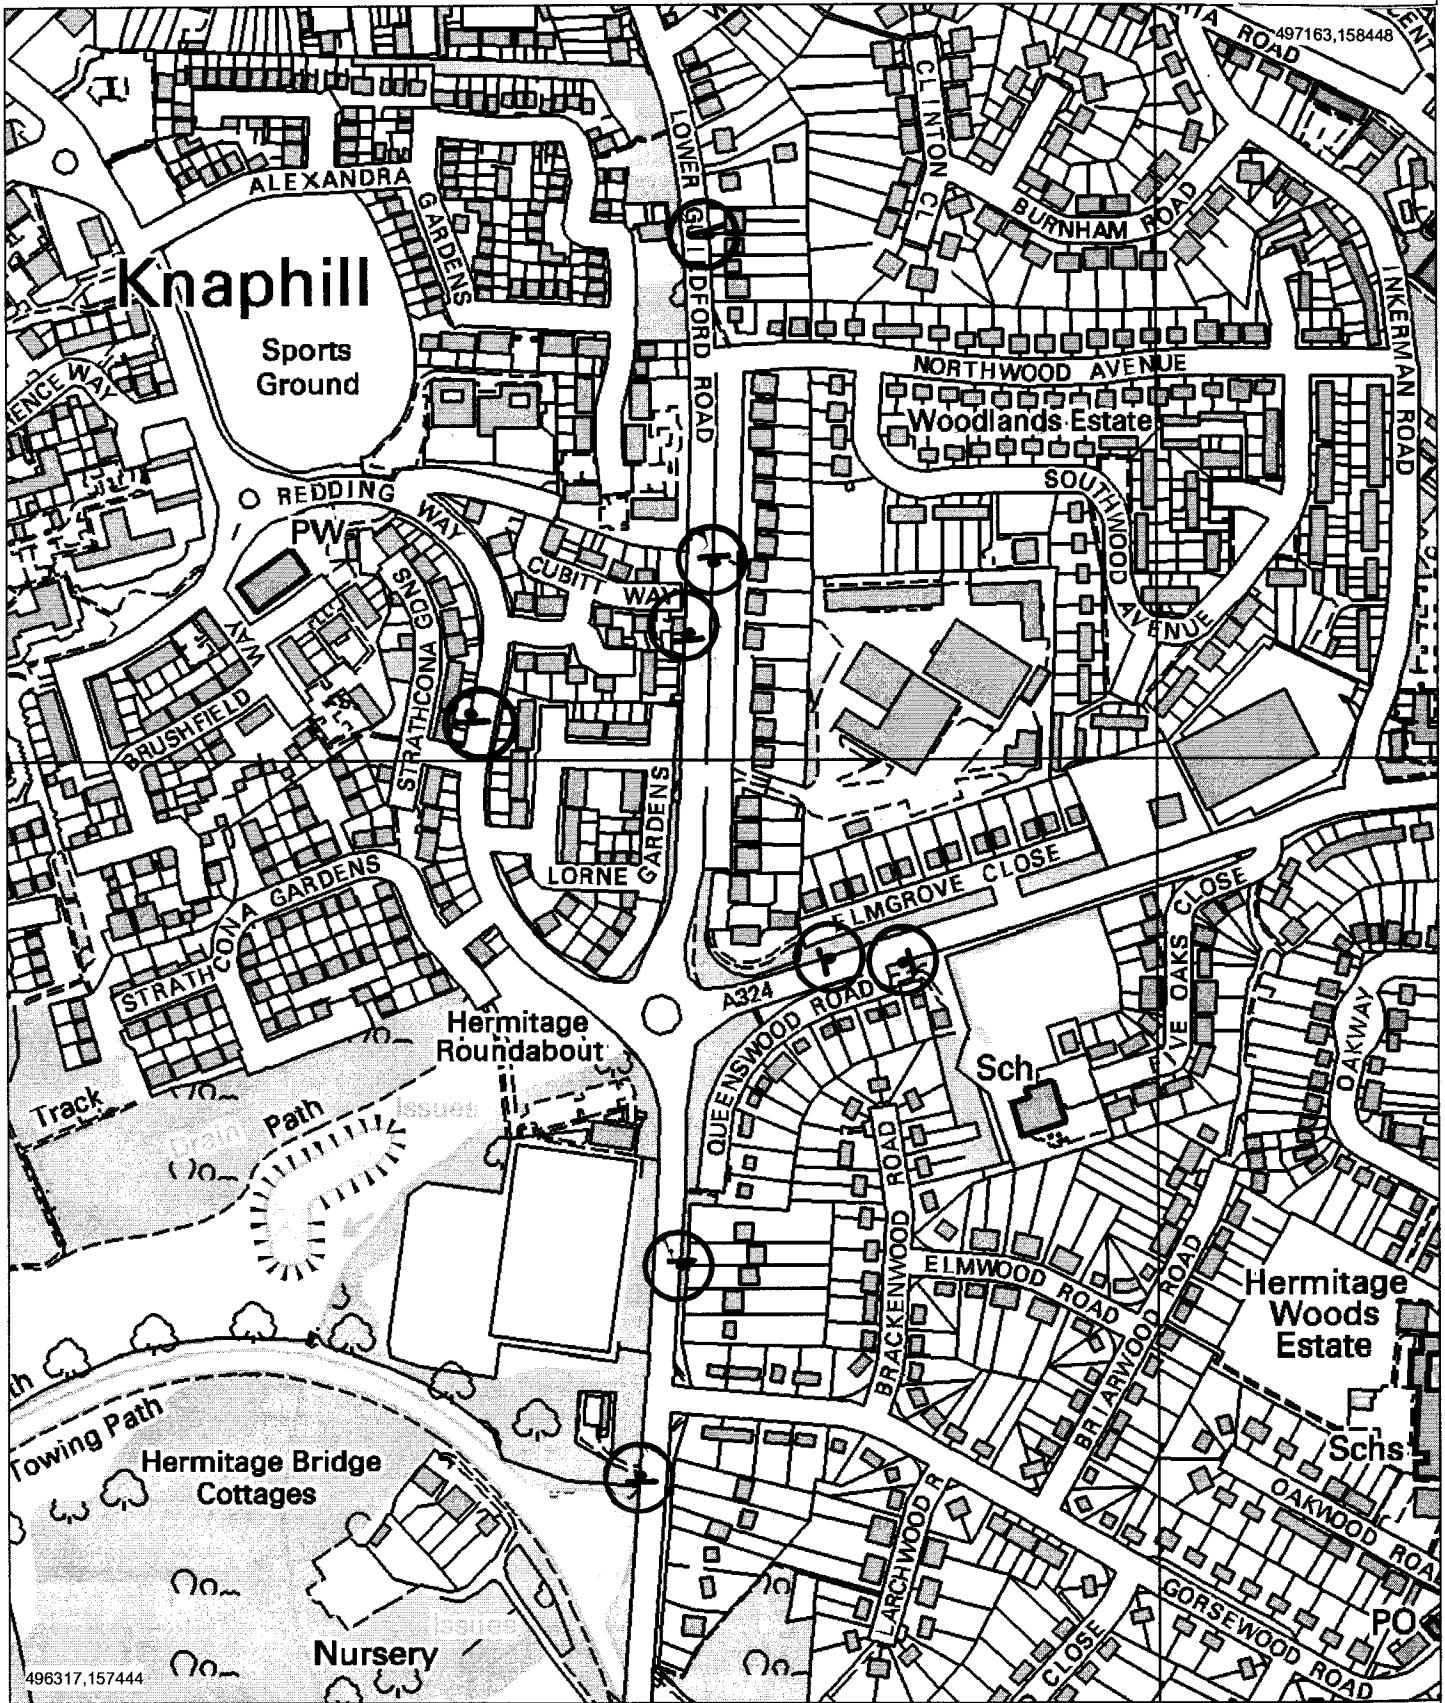 ROAD
497163,158448
CLINTON CL
LOWER GUILDFORD ROAD
ALEXANDRA
GARDENS
BURNHAM ROAD
Knaphill
Sports
Ground
INKERMAN ROAD
NORTHWOOD AVENUE
WAY
Woodlands Estate
REDDING WAY
SOUTHWOOD AVENUE
PW
CUBITT WAY
STRATHCONA GDNS
WAY
BRUSHFIELD
LORNE GARDENS
ELMGROVE CLOSE
STRATHCONA GARDENS
CLOSE
OAKS
OAKWAY
A324
QUEENSWOOD ROAD
Hermitage
Roundabout
Sch
Track
Path
Issues
Drain
BRACKENWOOD ROAD
ELMWOOD ROAD
BRIARWOOD ROAD
Hermitage
Woods
Estate
Towing Path
Hermitage Bridge
Cottages
Schs
OAKWOOD
LARCHWOOD R
GORSEWOOD ROAD
CLOSE
PO
Issues
Nursery
496317,157444